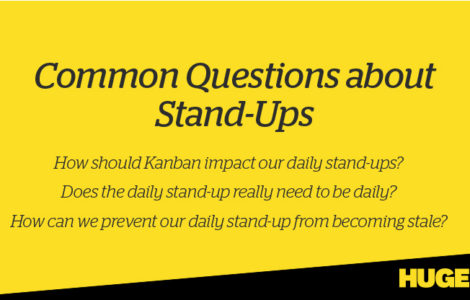 Common Questions about
Stand-Ups
How should Kanban impact our daily stand-ups?
Does the daily stand-up really need to be daily?
How can we prevent our daily stand-up from becoming stale?
HUGE